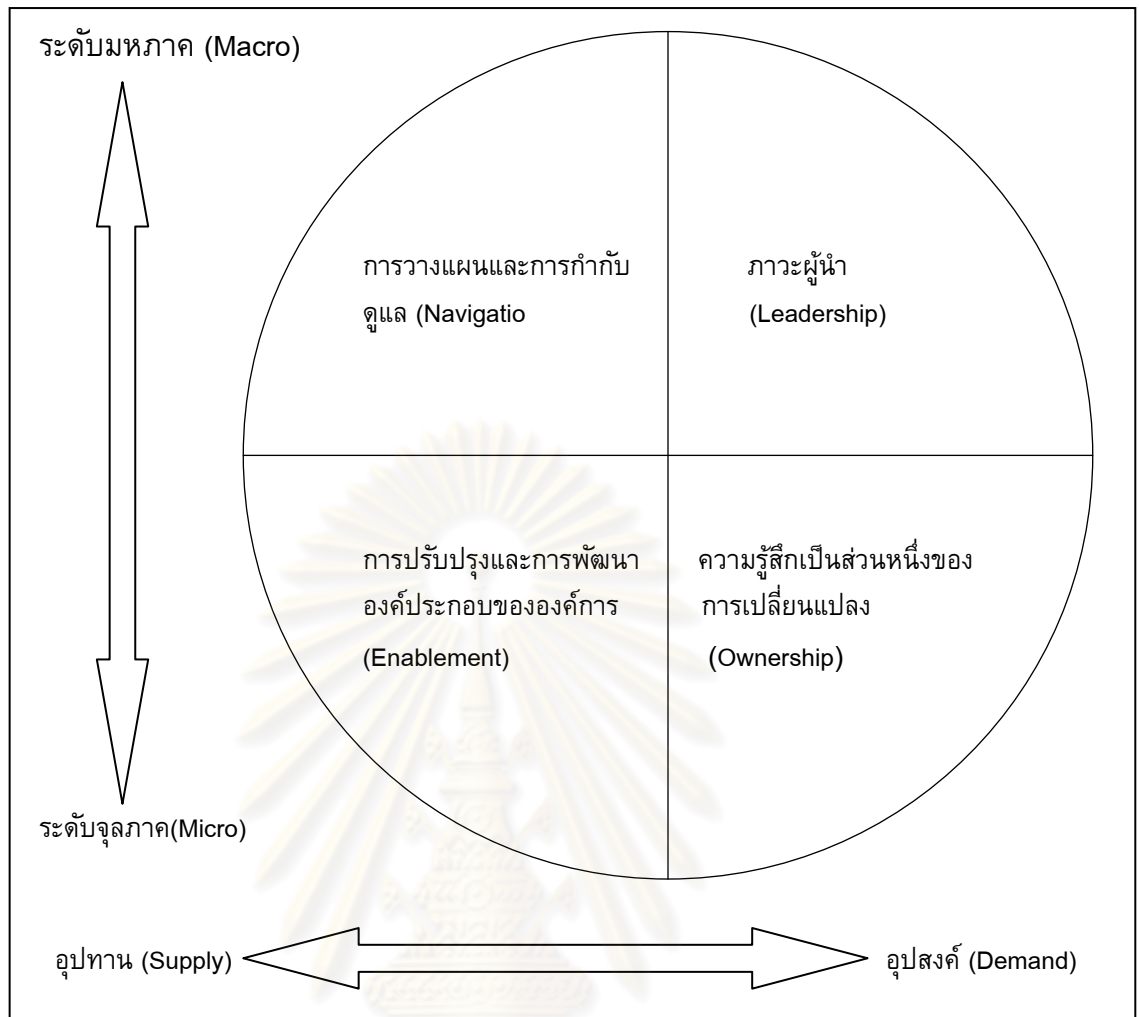 ระดับมหภาค (Macro)
การวางแผนและการกำกับ
ดูแล (Navigatio
ภาวะผู้นำ
(Leadership)
การปรับปรุงและการพัฒนา
องค์ประกอบขององค์การ
(Enablement)
ความรู้สึกเป็นส่วนหนึ่งของ
การเปลี่ยนแปลง
(Ownership)
ระดับจุลภาค(Micro)
อุปทาน (Supply)
อุปสงค์ (Demand)